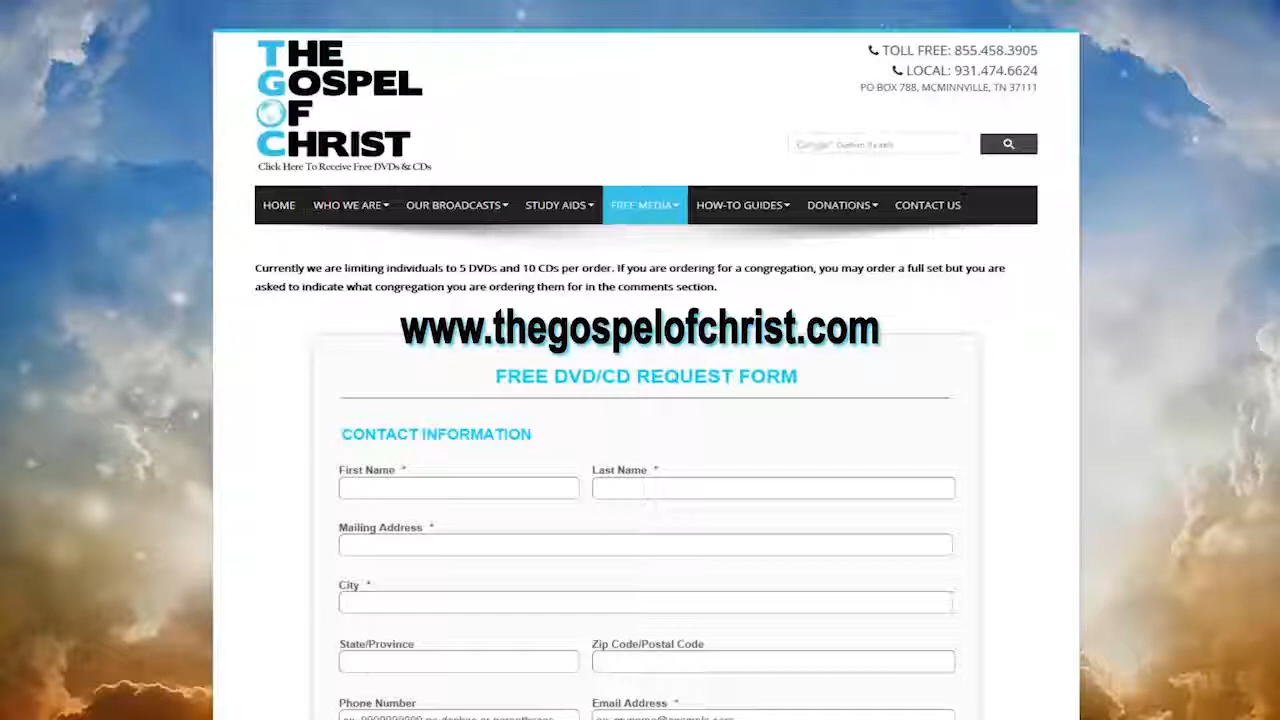 THE
GOSPEL
OF
CHRIST
Click Here To Receive Free DVDs & CDs
TOLL FREE: 855.458.3905
LOCAL: 931.474.6624
PO BOX 788, MCMINNVILLE, TN 37111
HOME WHO WE ARE OUR BROADCASTS STUDY AIDS FREE MEDIA HOW-TO GUIDES DONATIONS CONTACT US
Currently we are limiting individuals to 5 DVDs and 10 CDs per order. If you are ordering for a congregation, you may order a full set but you are
asked to indicate what congregation you are ordering them for in the comments section.
www.thegospelofchrist.com
FREE DVD/CD REQUEST FORM
CONTACT INFORMATION
First Name * Last Name *
Mailing Address *
City *
State/Province Zip Code/Postal Code
Phone Number Email Address *